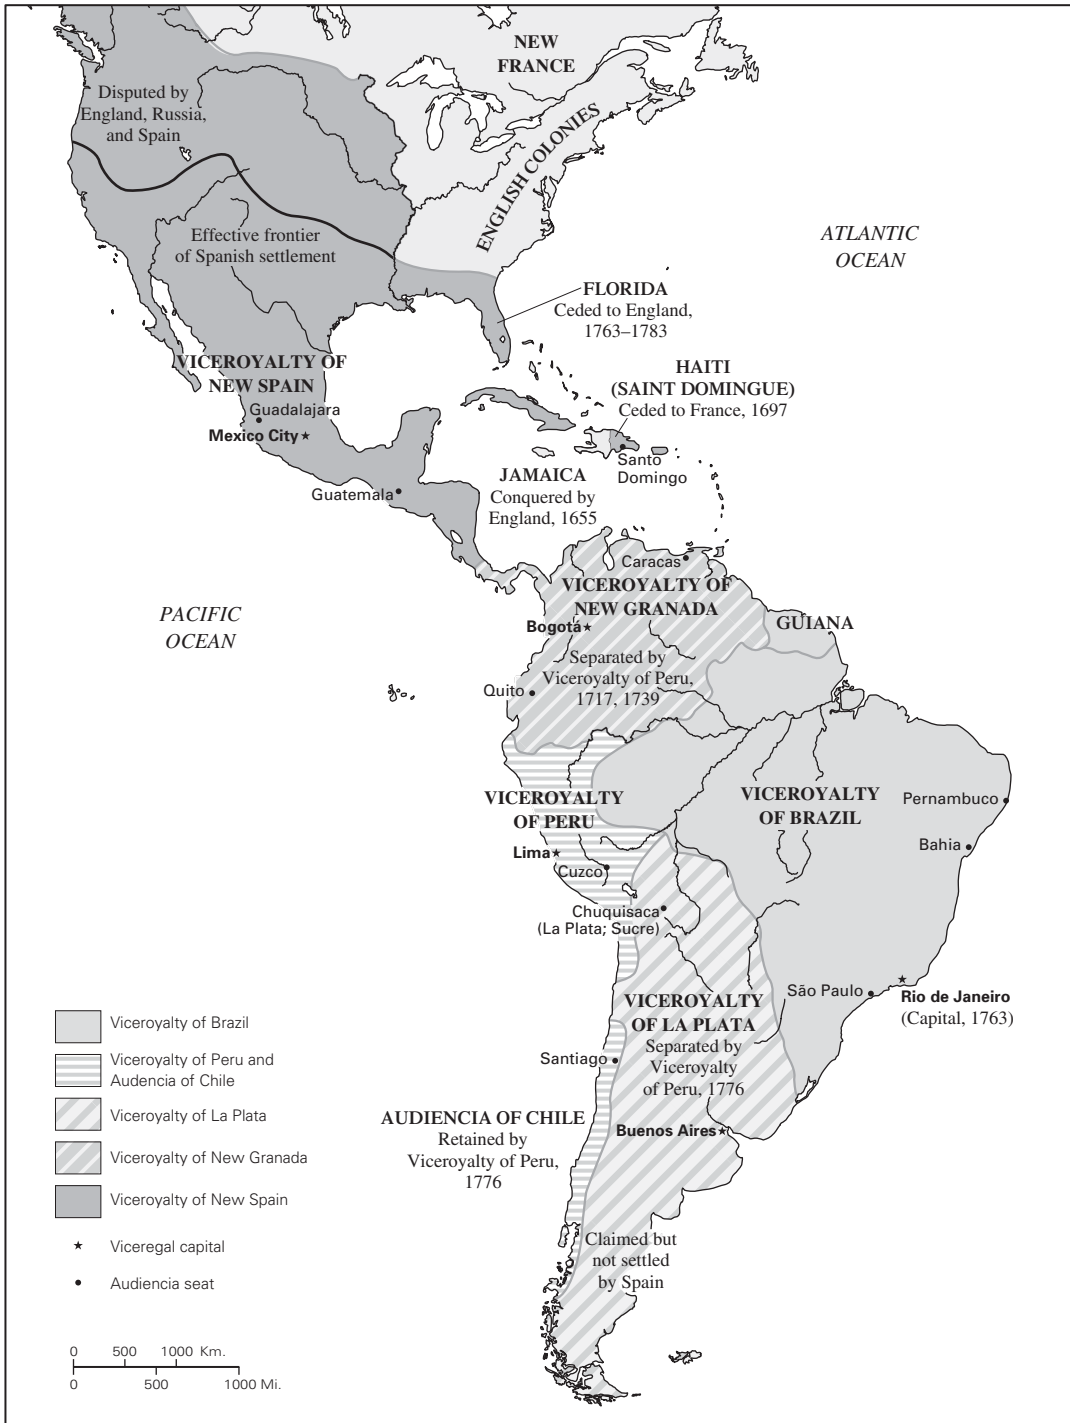 NEW
FRANCE
Disputed by
England, Russia,
and Spain
ENGLISH COLONIES
Effective frontier
of Spanish settlement
ATLANTIC
OCEAN
FLORIDA
Ceded to England,
1763–1783
VICEROYALTY OF
NEW SPAIN
Guadalajara
Mexico City
HAITI
(SAINT DOMINGUE)
Ceded to France, 1697
Santo
Domingo
JAMAICA
Conquered by
England, 1655
Guatemala
Caracas
VICEROYALTY OF
NEW GRANADA
Bogotá
Separated by
Viceroyalty of Peru,
1717, 1739
GUIANA
PACIFIC
OCEAN
Quito
VICEROYALTY
OF PERU
Lima
Cuzco
VICEROYALTY
OF BRAZIL
Pernambuco
Bahia
Chuquisaca
(La Plata; Sucre)
São Paulo
Rio de Janeiro
(Capital, 1763)
VICEROYALTY
OF LA PLATA
Separated by
Viceroyalty
of Peru, 1776
Santiago
AUDIENCIA OF CHILE
Retained by
Viceroyalty of Peru,
1776
Buenos Aires
Claimed but
not settled
by Spain
Viceroyalty of Brazil
Viceroyalty of Peru and
Audencia of Chile
Viceroyalty of La Plata
Viceroyalty of New Granada
Viceroyalty of New Spain
Viceregal capital
Audiencia seat
0 500 1000 Km.
0 500 1000 Mi.